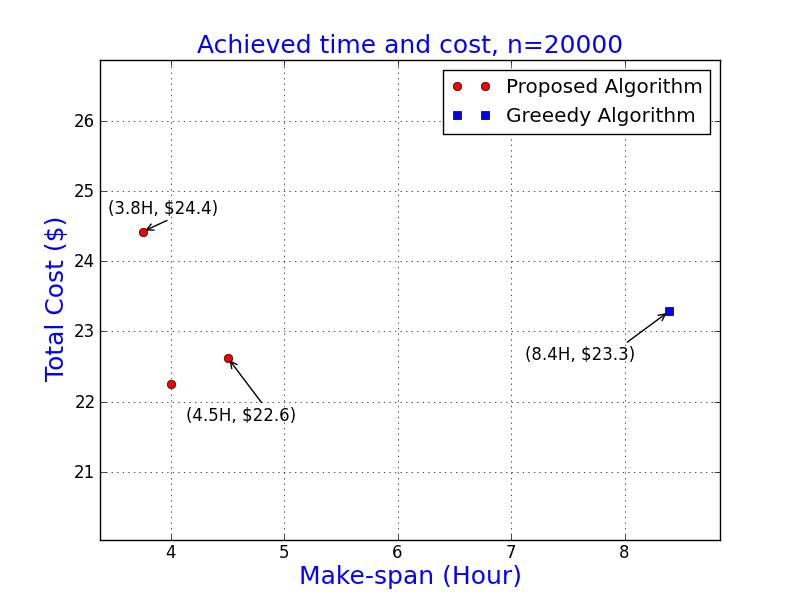 Achieved time and cost, n=20000
Proposed Algorithm
Greeedy Algorithm
Total Cost ($)
26
25
24
23
22
21
(3.8H, $24.4)
(8.4H, $23.3)
(4.5H, $22.6)
4 5 6 7 8
Make-span (Hour)